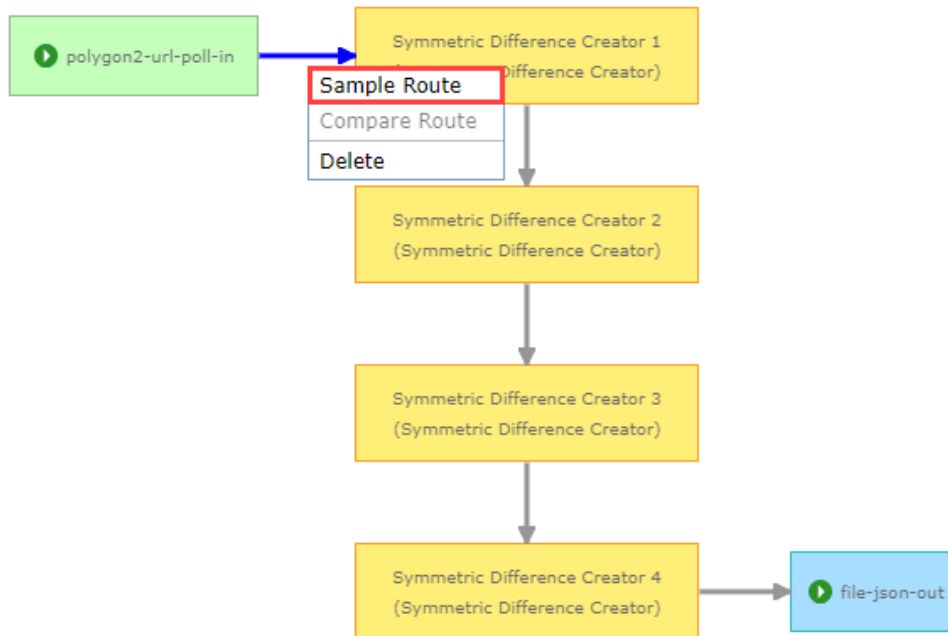 polygon2-url-poll-in
Symmetric Difference Creator 1
Difference Creator)
Sample Route
Compare Route
Delete
Symmetric Difference Creator 2
(Symmetric Difference Creator)
Symmetric Difference Creator 3
(Symmetric Difference Creator)
Symmetric Difference Creator 4
(Symmetric Difference Creator)
file-json-out